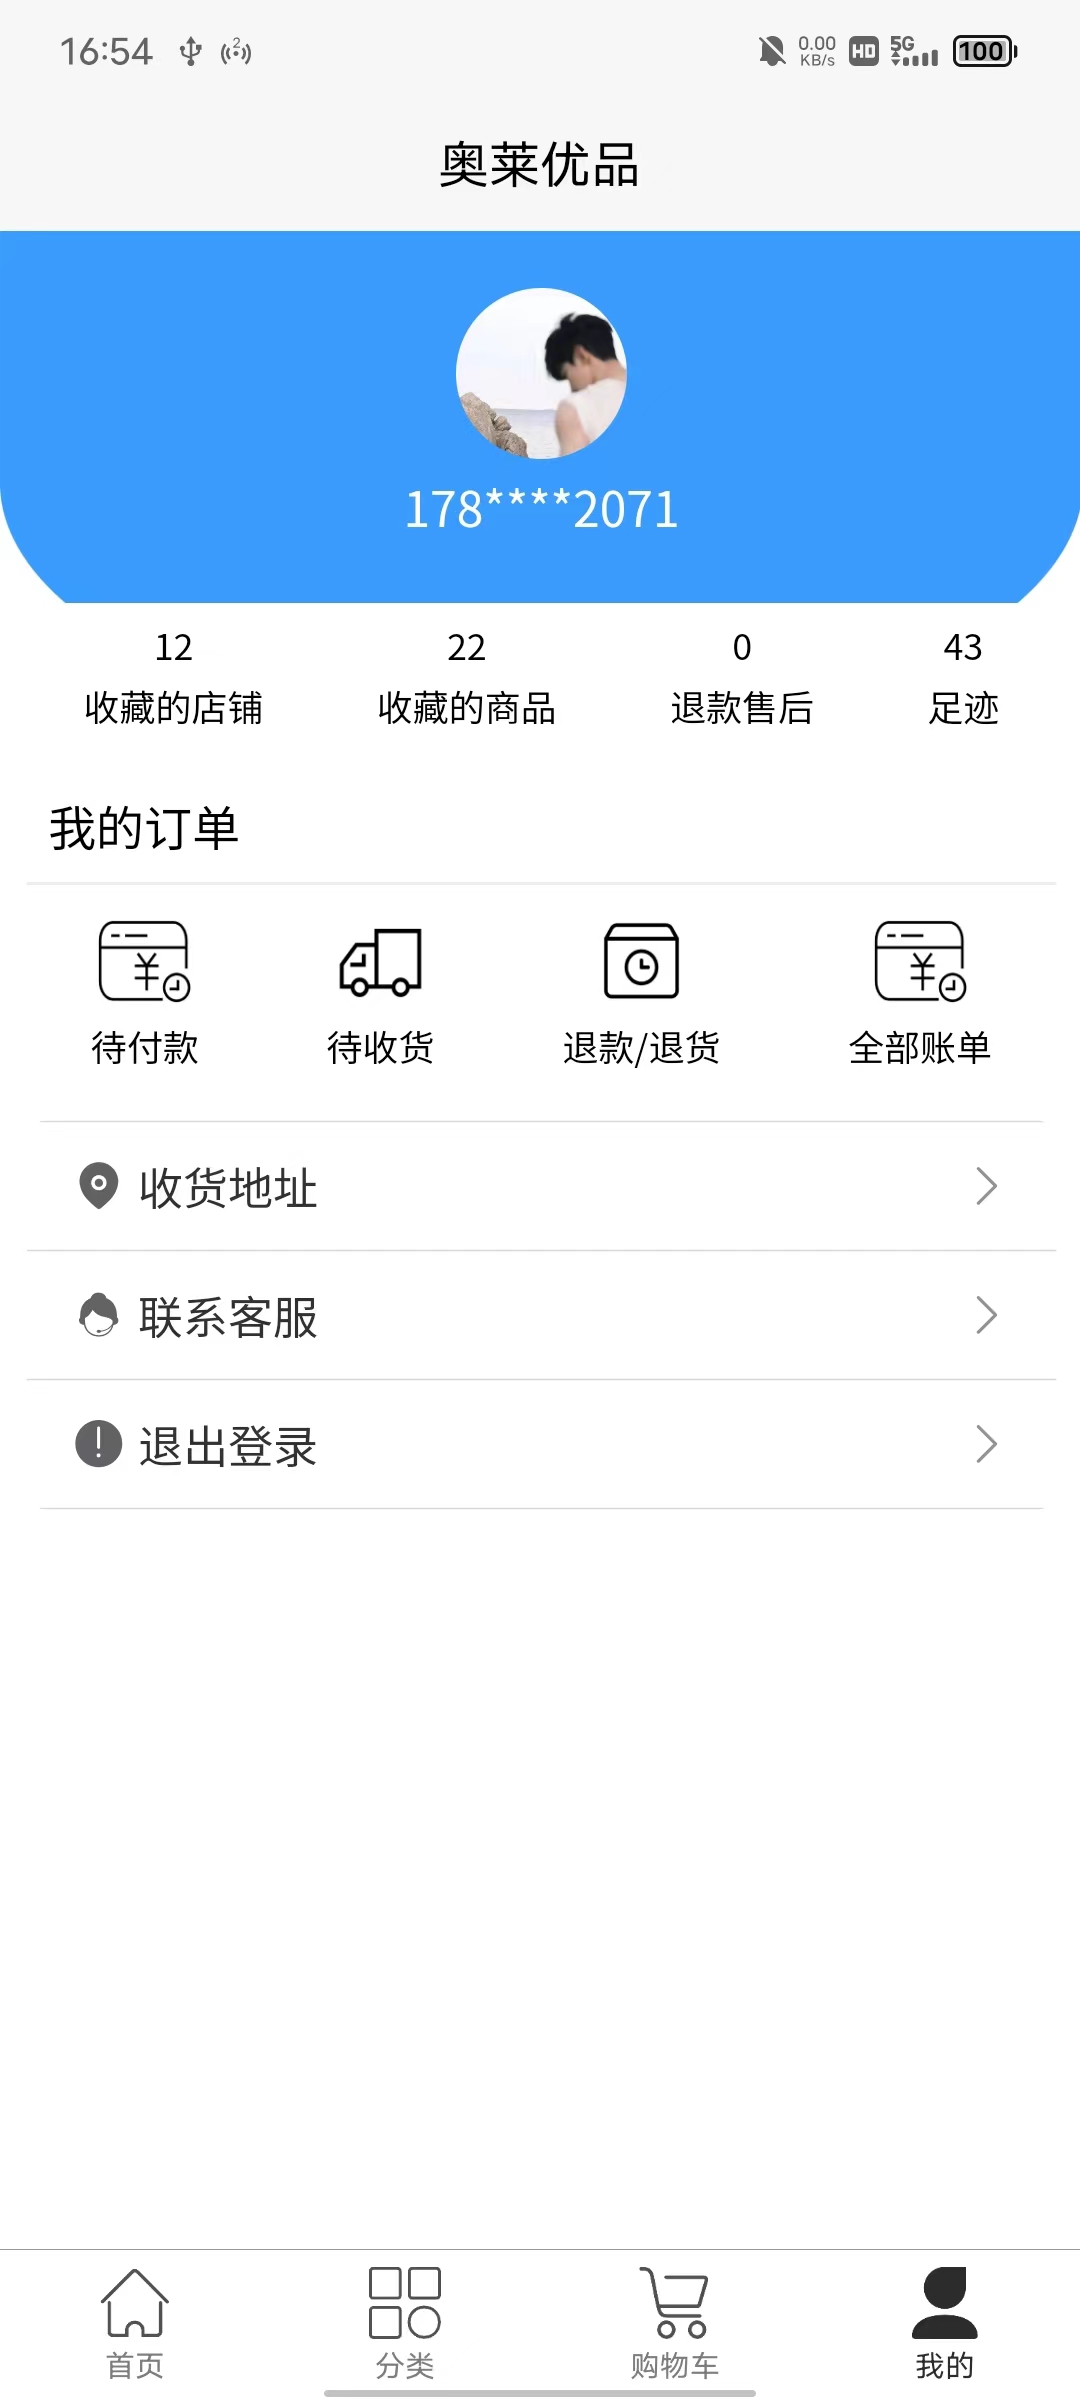 16:54
0.00 KB/s HD 5G 100
奥莱优品
178****2071
12 22 0 43
收藏的店铺 收藏的商品 退款售后 足迹
我的订单
待付款 待收货 退款/退货 全部账单
收货地址
联系客服
退出登录
首页 分类 购物车 我的